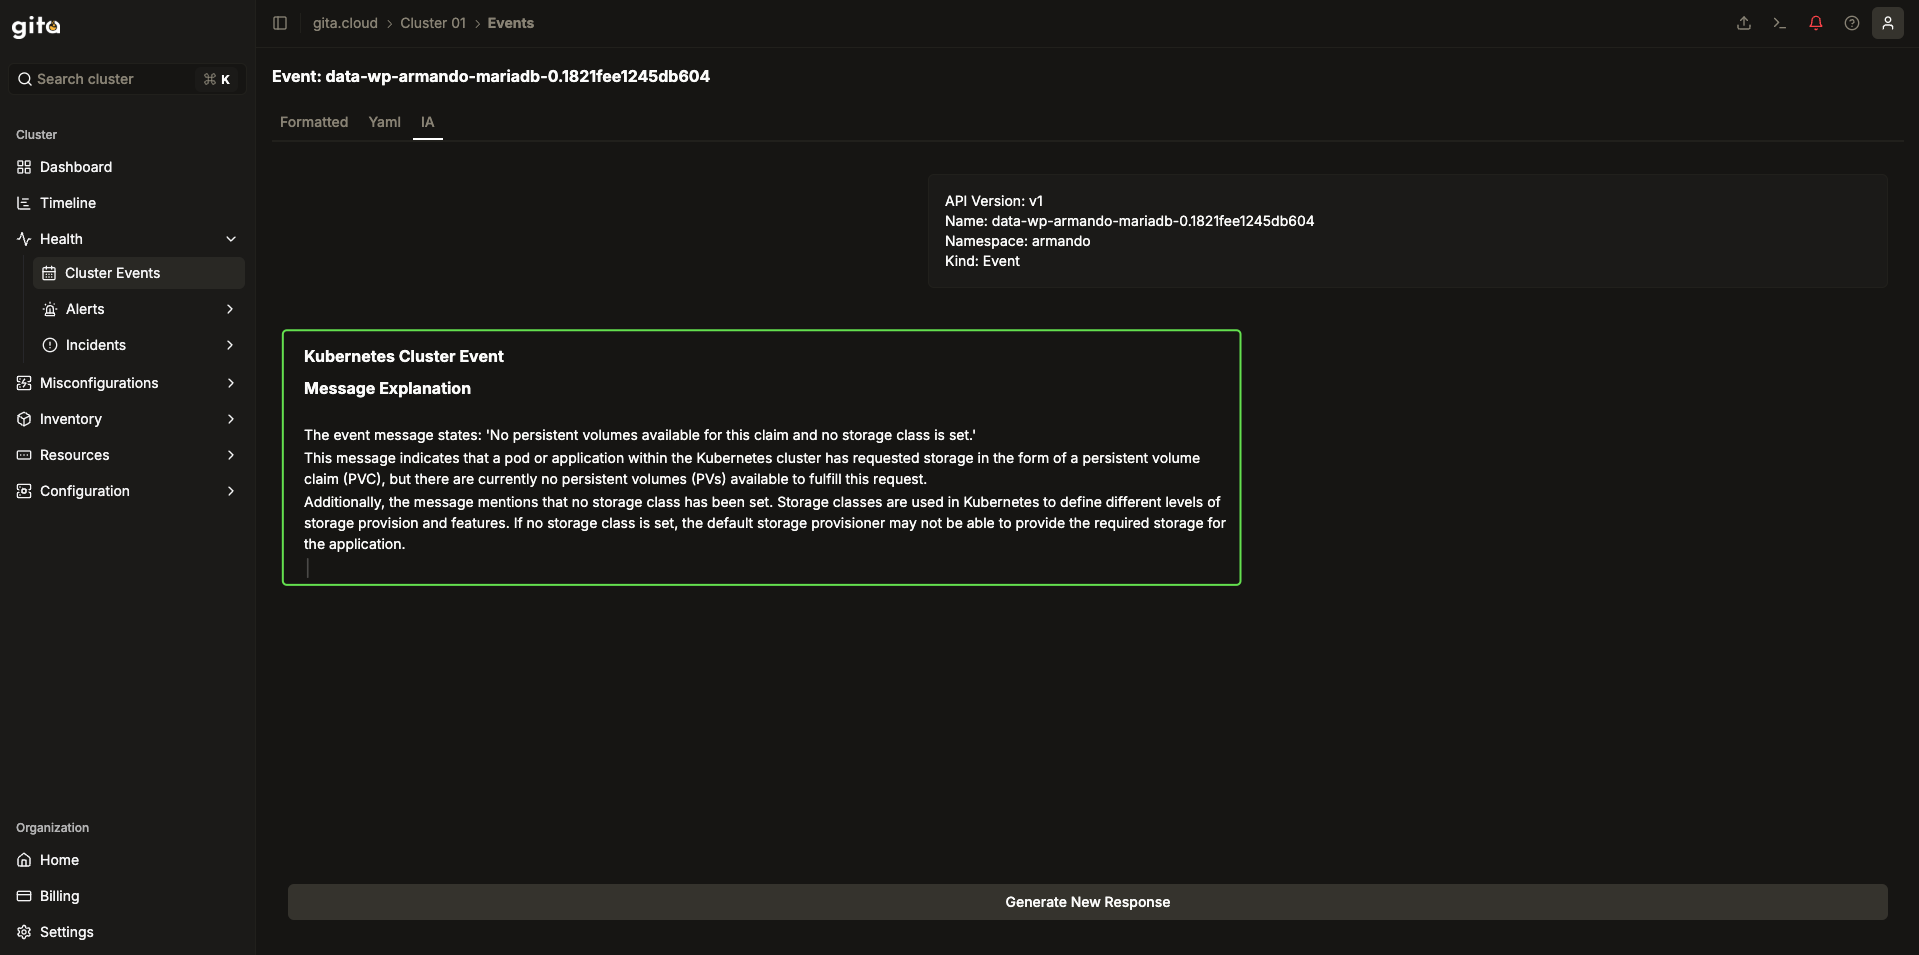 gita
gita.cloud > Cluster 01 > Events
Search cluster ⌘ K
Event: data-wp-armando-mariadb-0.1821fee1245db604
Formatted Yaml IA
Cluster
Dashboard
Timeline
Health
Cluster Events
Alerts
Incidents
Misconfigurations
Inventory
Resources
Configuration
API Version: v1
Name: data-wp-armando-mariadb-0.1821fee1245db604
Namespace: armando
Kind: Event
Kubernetes Cluster Event
Message Explanation
The event message states: 'No persistent volumes available for this claim and no storage class is set.'
This message indicates that a pod or application within the Kubernetes cluster has requested storage in the form of a persistent volume
claim (PVC), but there are currently no persistent volumes (PVs) available to fulfill this request.
Additionally, the message mentions that no storage class has been set. Storage classes are used in Kubernetes to define different levels of
storage provision and features. If no storage class is set, the default storage provisioner may not be able to provide the required storage for
the application.
Organization
Home
Billing
Settings
Generate New Response